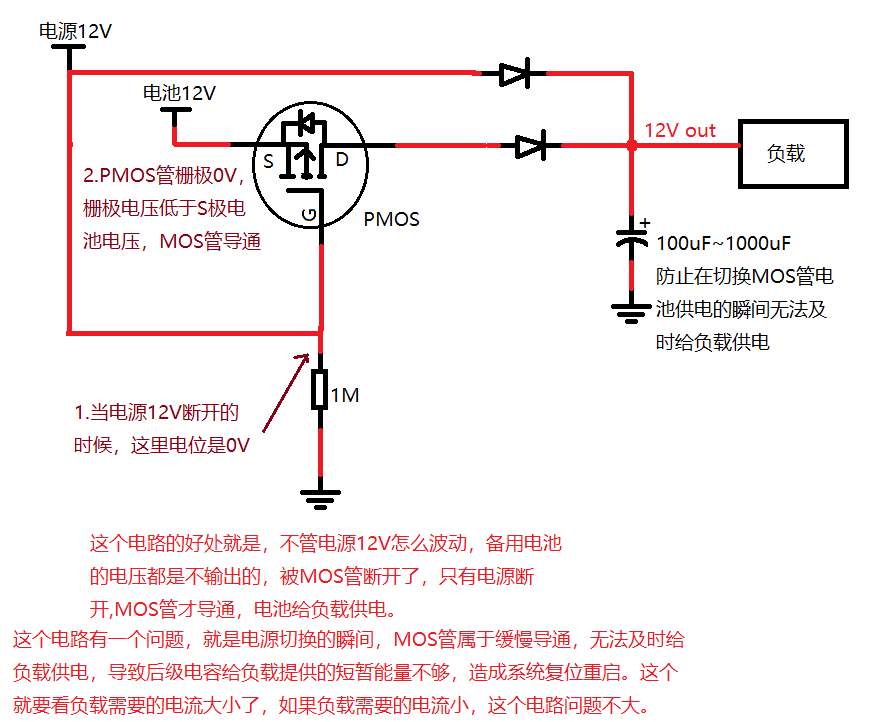 电源12V
电池12V
S
D
G
PMOS
12V out
负载
2.PMOS管栅极0V，
栅极电压低于S极电
池电压，MOS管导通
+
100uF~1000uF
防止在切换MOS管电
池供电的瞬间无法及
时给负载供电
1M
1.当电源12V断开的
时候，这里电位是0V
这个电路的好处就是，不管电源12V怎么波动，备用电池
的电压都是不输出的，被MOS管断开了，只有电源断
开,MOS管才导通，电池给负载供电。
这个电路有一个问题，就是电源切换的瞬间，MOS管属于缓慢导通，无法及时给
负载供电，导致后级电容给负载提供的短暂能量不够，造成系统复位重启。这个
就要看负载需要的电流大小了，如果负载需要的电流小，这个电路问题不大。